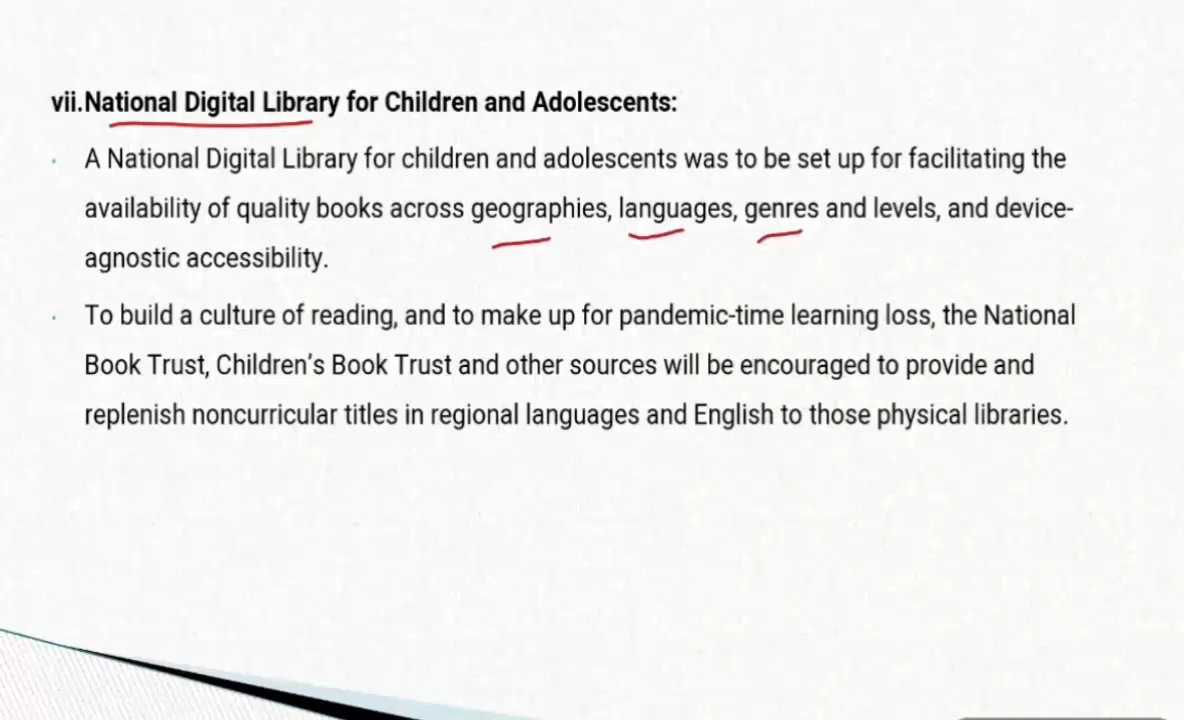 vii.National Digital Library for Children and Adolescents:
· A National Digital Library for children and adolescents was to be set up for facilitating the
availability of quality books across geographies, languages, genres and levels, and device-
agnostic accessibility.
· To build a culture of reading, and to make up for pandemic-time learning loss, the National
Book Trust, Children’s Book Trust and other sources will be encouraged to provide and
replenish noncurricular titles in regional languages and English to those physical libraries.